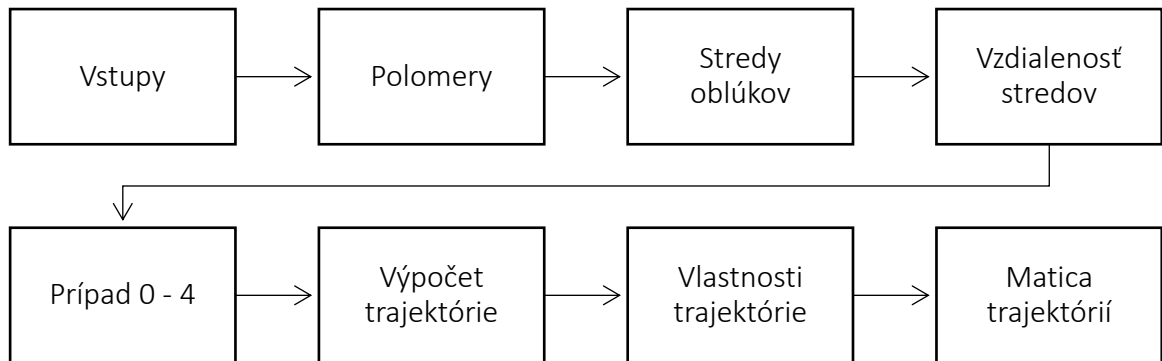 Vstupy
Polomery
Stredy
oblúkov
Vzdialenosť
stredov
Prípad 0 - 4
Výpočet
trajektórie
Vlastnosti
trajektórie
Matica
trajektórií